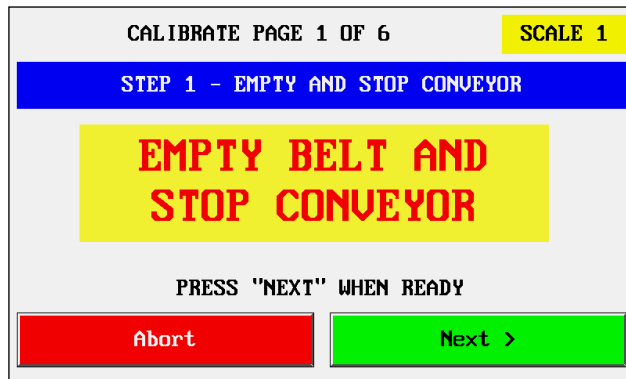 CALIBRATE PAGE 1 OF 6
SCALE 1
STEP 1 - EMPTY AND STOP CONVEYOR
EMPTY BELT AND
STOP CONVEYOR
PRESS "NEXT" WHEN READY
Abort
Next >